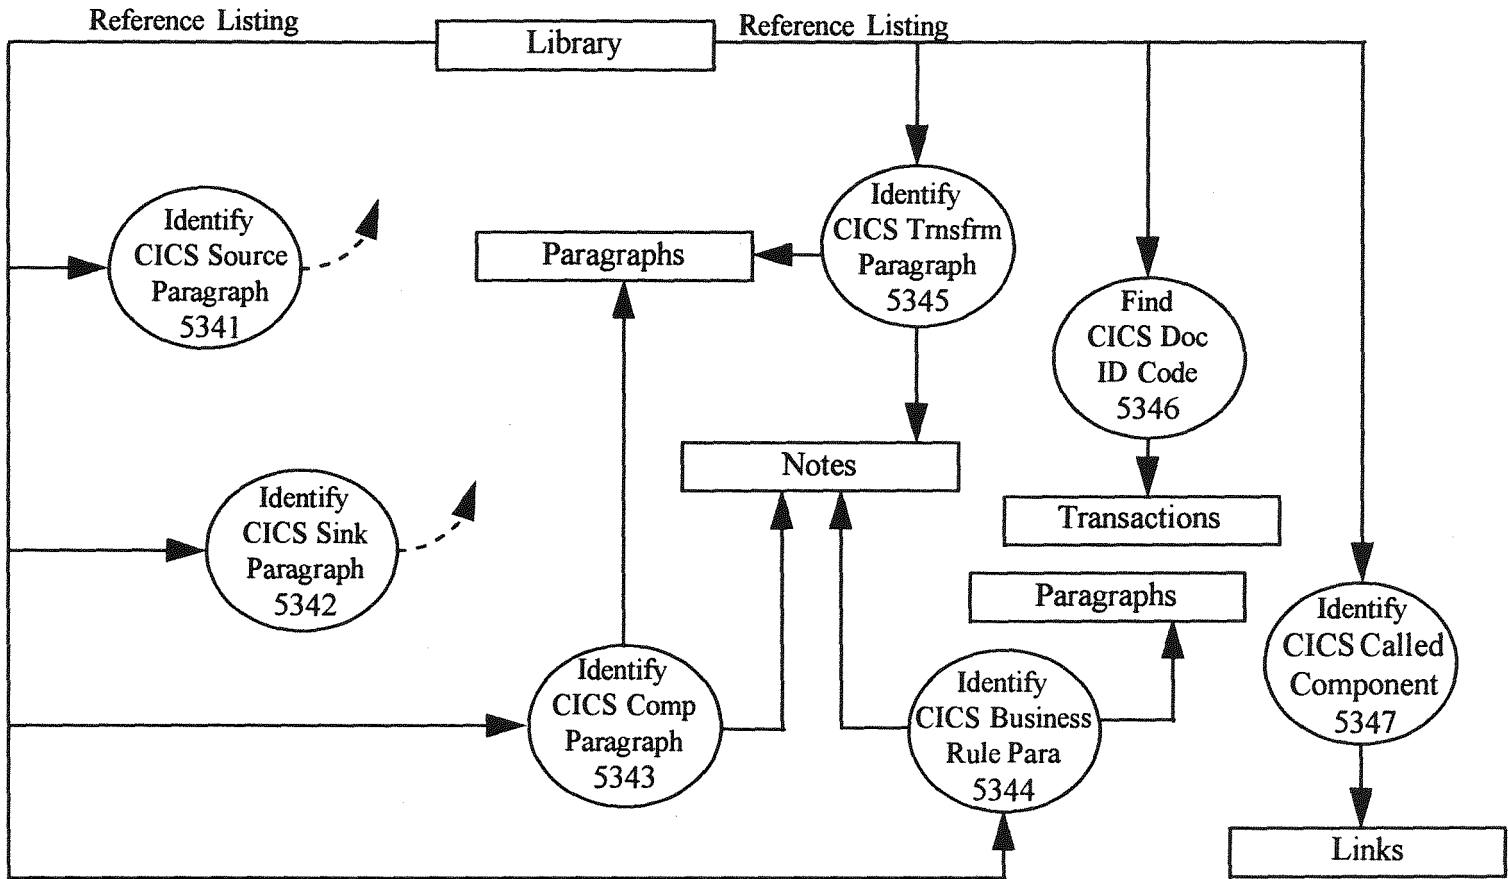 Reference Listing
Library
Reference Listing
Identify
CICS Source
Paragraph
5341
Paragraphs
Identify
CICS Trnsfrm
Paragraph
5345
Find
CICS Doc
ID Code
5346
Identify
CICS Sink
Paragraph
5342
Notes
Transactions
Paragraphs
Identify
CICS Comp
Paragraph
5343
Identify
CICS Business
Rule Para
5344
Identify
CICS Called
Component
5347
Links